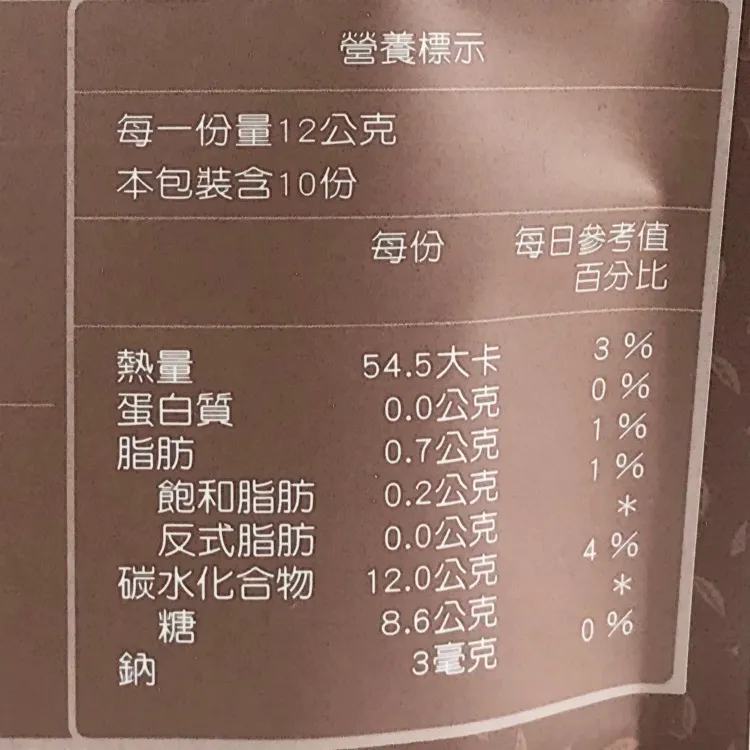 營養標示
每一份量12公克
本包裝含10份
每份 每日參考值
百分比
熱量 54.5大卡 3%
蛋白質 0.0公克 0%
脂肪 0.7公克 1%
飽和脂肪 0.2公克 1%
反式脂肪 0.0公克 *
碳水化合物 12.0公克 4%
糖 8.6公克 *
鈉 3毫克 0%